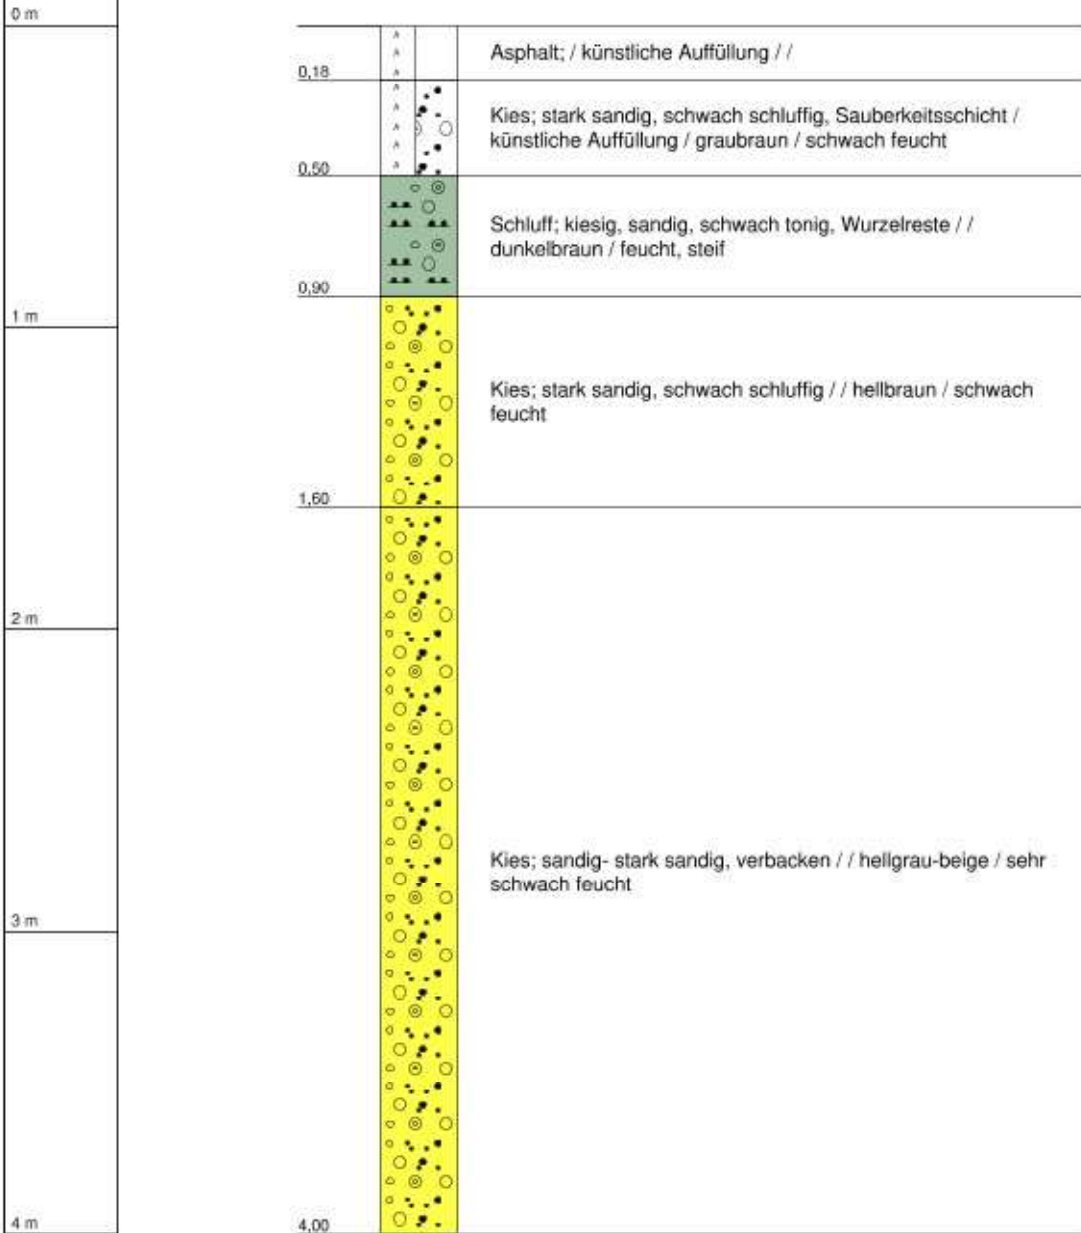 0 m
Asphalt; / künstliche Auffüllung / /
0,18
Kies; stark sandig, schwach schluffig, Sauberkeitsschicht /
künstliche Auffüllung / graubraun / schwach feucht
0,50
Schluff; kiesig, sandig, schwach tonig, Wurzelreste / /
dunkelbraun / feucht, steif
0,90
1 m
Kies; stark sandig, schwach schluffig / / hellbraun / schwach
feucht
1,60
2 m
Kies; sandig- stark sandig, verbacken / / hellgrau-beige / sehr
schwach feucht
3 m
4 m
4,00